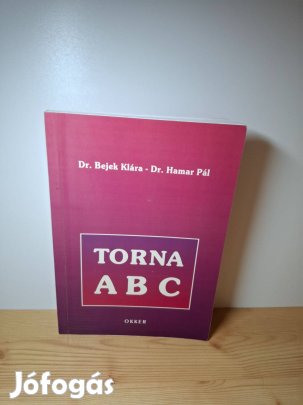 Dr. Bejek Klára - Dr. Hamar Pál
TORNA
A B C
OKKER
Jófogás